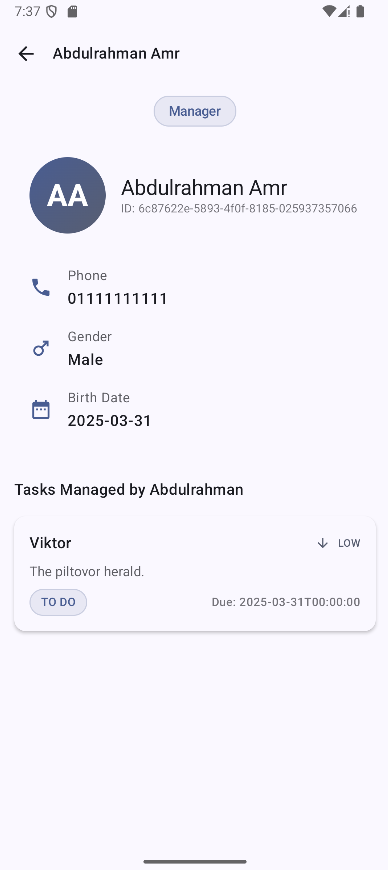 7:37
Abdulrahman Amr
Manager
AA
Abdulrahman Amr
ID: 6c87622e-5893-4f0f-8185-025937357066
Phone
01111111111
Gender
Male
Birth Date
2025-03-31
Tasks Managed by Abdulrahman
Viktor
LOW
The piltovor herald.
TO DO
Due: 2025-03-31T00:00:00